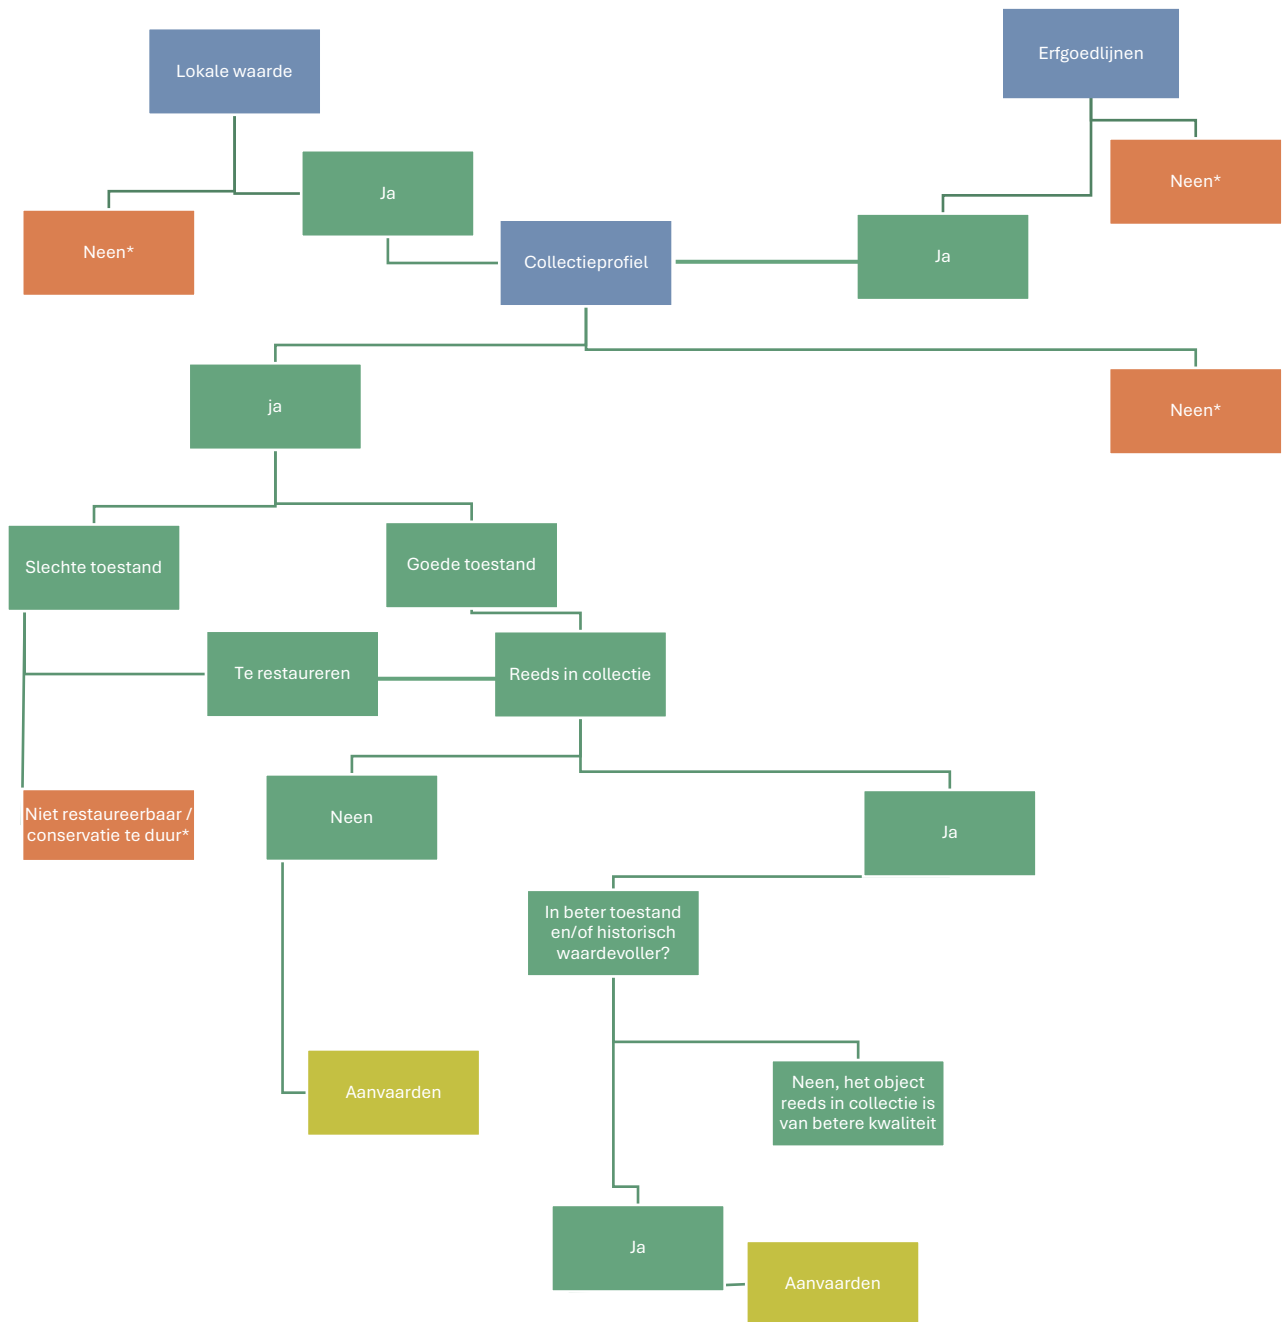 Erfgoedlijnen
Lokale waarde
Neen*
Ja
Neen*
Ja
Collectieprofiel
ja
Neen*
Slechte toestand
Goede toestand
Te restaureren
Reeds in collectie
Niet restaureerbaar /
conservatie te duur*
Neen
Ja
In beter toestand
en/of historisch
waardevoller?
Aanvaarden
Neen, het object
reeds in collectie is
van betere kwaliteit
Ja
Aanvaarden